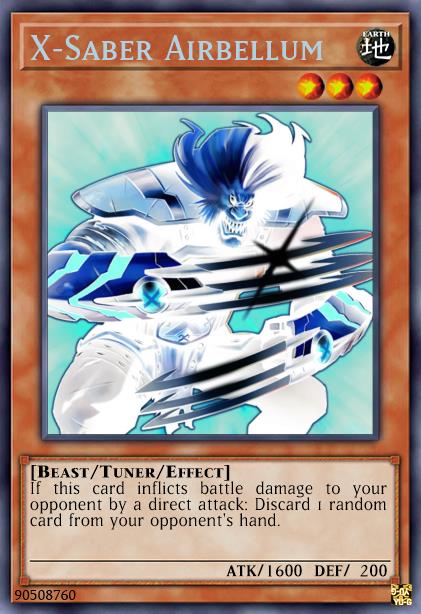 X-Saber Airbellum
EARTH
地
[Beast/Tuner/Effect]
If this card inflicts battle damage to your
opponent by a direct attack: Discard 1 random
card from your opponent's hand.
ATK/1600 DEF/ 200
90508760